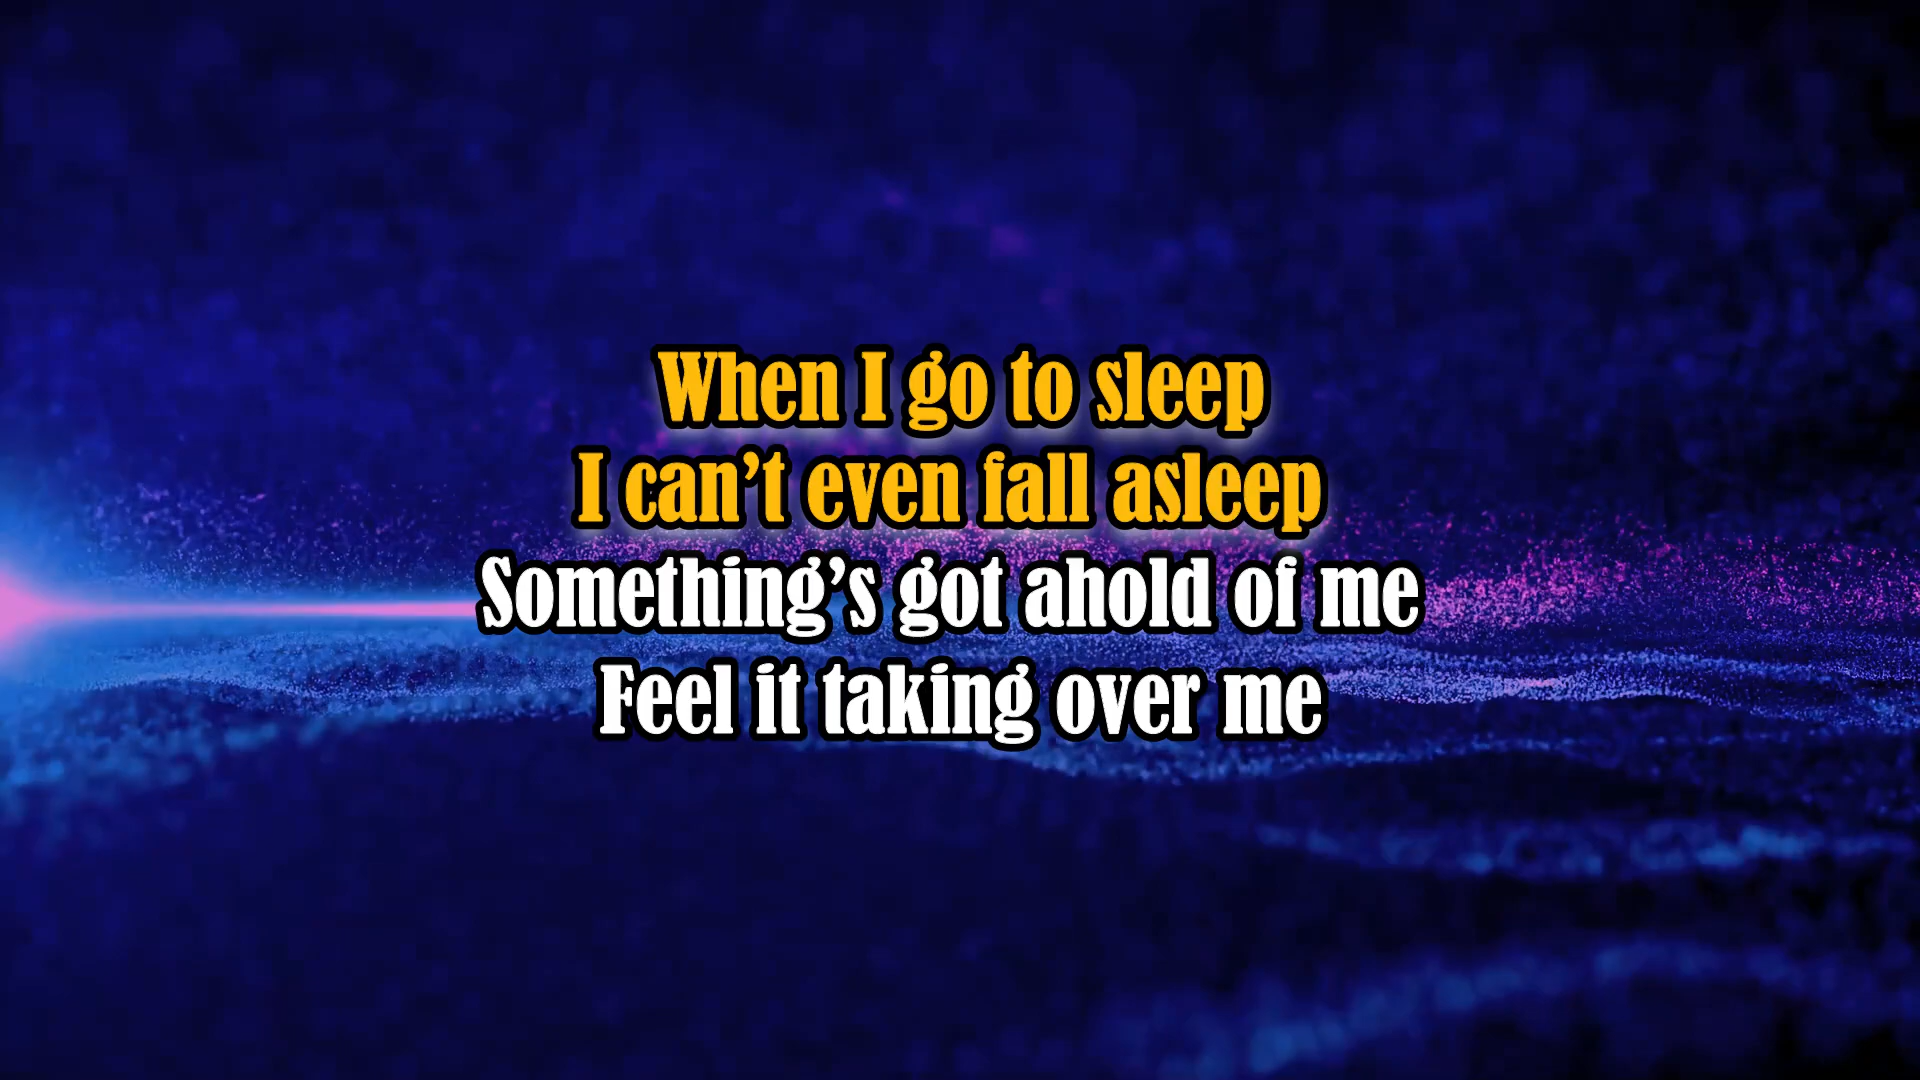 When I go to sleep
I can’t even fall asleep
Something’s got ahold of me
Feel it taking over me